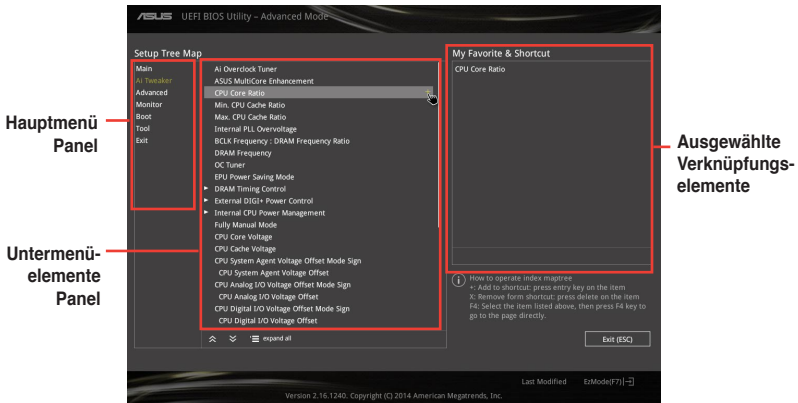 ASUS UEFI BIOS Utility – Advanced Mode
Setup Tree Map
Main
Ai Tweaker
Advanced
Monitor
Boot
Tool
Exit
Ai Overclock Tuner
ASUS MultiCore Enhancement
CPU Core Ratio
Min. CPU Cache Ratio
Max. CPU Cache Ratio
Internal PLL Overvoltage
BCLK Frequency : DRAM Frequency Ratio
DRAM Frequency
OC Tuner
EPU Power Saving Mode
DRAM Timing Control
External DIGI+ Power Control
Internal CPU Power Management
Fully Manual Mode
CPU Core Voltage
CPU Cache Voltage
CPU System Agent Voltage Offset Mode Sign
CPU System Agent Voltage Offset
CPU Analog I/O Voltage Offset Mode Sign
CPU Analog I/O Voltage Offset
CPU Digital I/O Voltage Offset Mode Sign
CPU Digital I/O Voltage Offset
expand all
My Favorite & Shortcut
CPU Core Ratio
How to operate index maptree
+: Add to shortcut: press entry key on the item
X: Remove form shortcut: press delete on the item
F4: Select the item listed above, then press F4 key to
go to the page directly.
Exit (ESC)
Last Modified EzMode(F7)
Version 2.16.1240. Copyright (C) 2014 American Megatrends, Inc.
Hauptmenü
Panel
Untermenü-
elemente
Panel
Ausgewählte
Verknüpfungs-
elemente